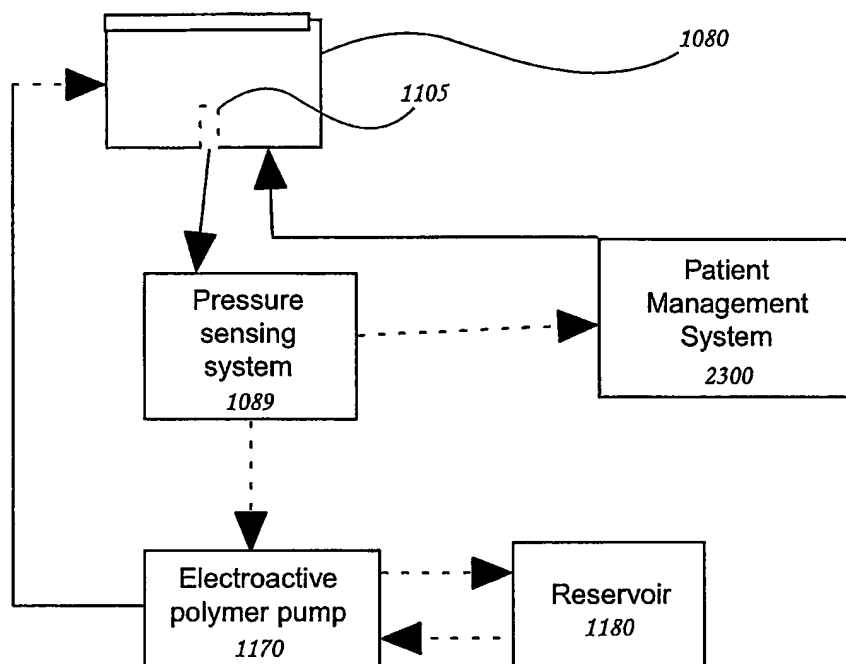 1080
1105
Pressure
sensing
system
1089
Patient
Management
System
2300
Electroactive
polymer pump
1170
Reservoir
1180